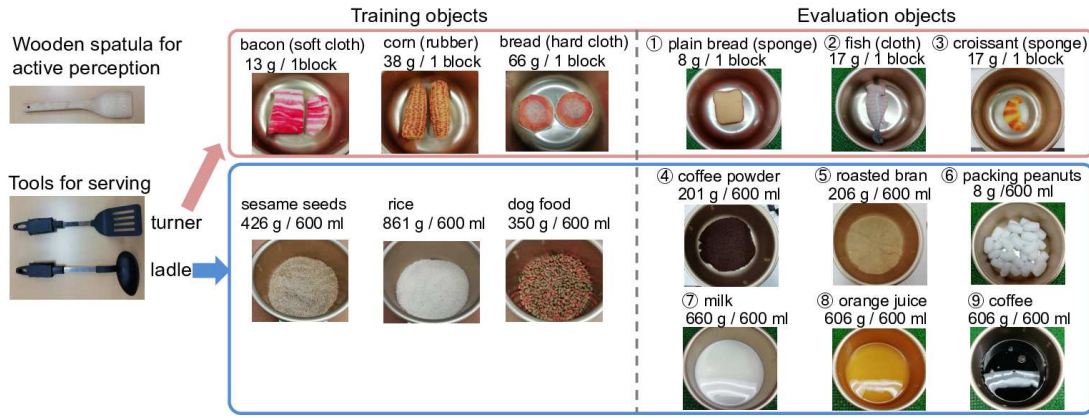 Training objects
Evaluation objects
Wooden spatula for
active perception
bacon (soft cloth)
13 g / 1block
corn (rubber)
38 g / 1 block
bread (hard cloth)
66 g / 1 block
① plain bread (sponge)
8 g / 1 block
② fish (cloth)
17 g / 1 block
③ croissant (sponge)
17 g / 1 block
Tools for serving
turner
ladle
sesame seeds
426 g / 600 ml
rice
861 g / 600 ml
dog food
350 g / 600 ml
④ coffee powder
201 g / 600 ml
⑤ roasted bran
206 g / 600 ml
⑥ packing peanuts
8 g /600 ml
⑦ milk
660 g / 600 ml
⑧ orange juice
606 g / 600 ml
⑨ coffee
606 g / 600 ml